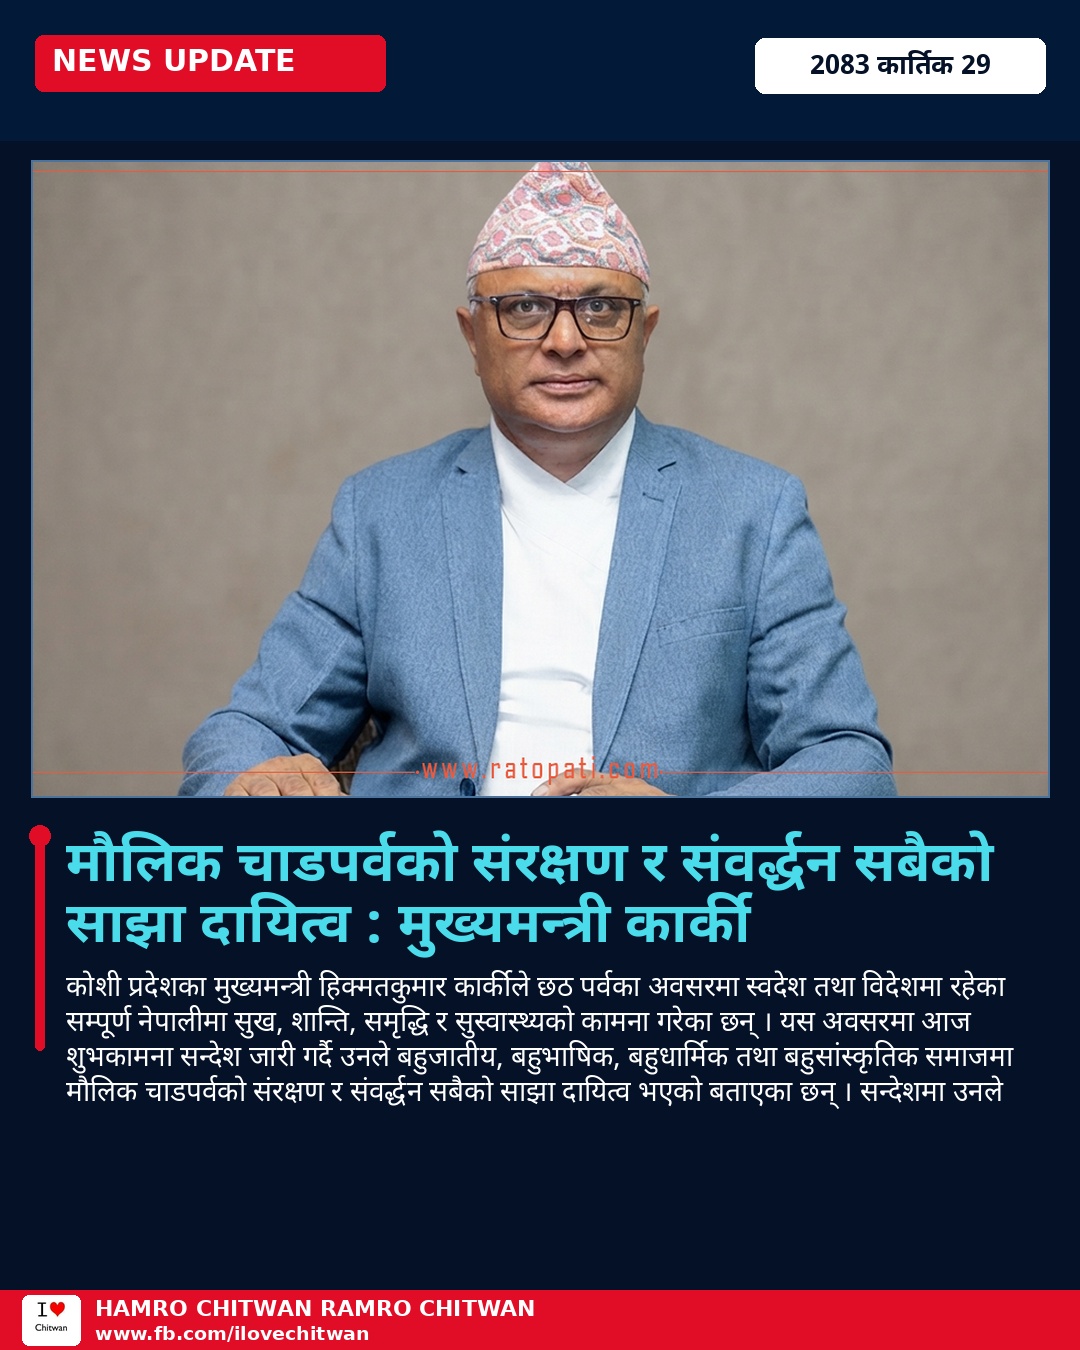 NEWS UPDATE
2083 कार्तिक 29
www.ratopati.com
मौलिक चाडपर्वको संरक्षण र संवर्द्धन सबैको
साझा दायित्व : मुख्यमन्त्री कार्की
कोशी प्रदेशका मुख्यमन्त्री हिक्मतकुमार कार्कीले छठ पर्वका अवसरमा स्वदेश तथा विदेशमा रहेका
सम्पूर्ण नेपालीमा सुख, शान्ति, समृद्धि र सुस्वास्थ्यको कामना गरेका छन् । यस अवसरमा आज
शुभकामना सन्देश जारी गर्दै उनले बहुजातीय, बहुभाषिक, बहुधार्मिक तथा बहुसांस्कृतिक समाजमा
मौलिक चाडपर्वको संरक्षण र संवर्द्धन सबैको साझा दायित्व भएको बताएका छन् । सन्देशमा उनले
I❤
Chitwan
HAMRO CHITWAN RAMRO CHITWAN
www.fb.com/ilovechitwan